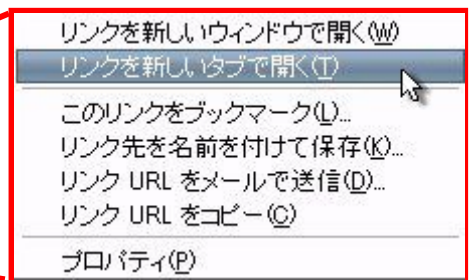 リンクを新しいウィンドウで開く(W)
リンクを新しいタブで開く(T)
このリンクをブックマーク(L)...
リンク先を名前を付けて保存(K)...
リンク URL をメールで送信(D)...
リンク URL をコピー(C)
プロパティ(P)